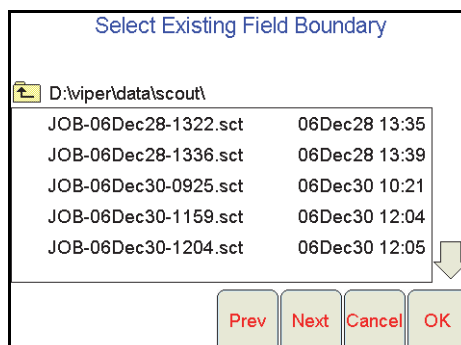 Select Existing Field Boundary
D:\viper\data\scout\
JOB-06Dec28-1322.sct 06Dec28 13:35
JOB-06Dec28-1336.sct 06Dec28 13:39
JOB-06Dec30-0925.sct 06Dec30 10:21
JOB-06Dec30-1159.sct 06Dec30 12:04
JOB-06Dec30-1204.sct 06Dec30 12:05
Prev Next Cancel OK